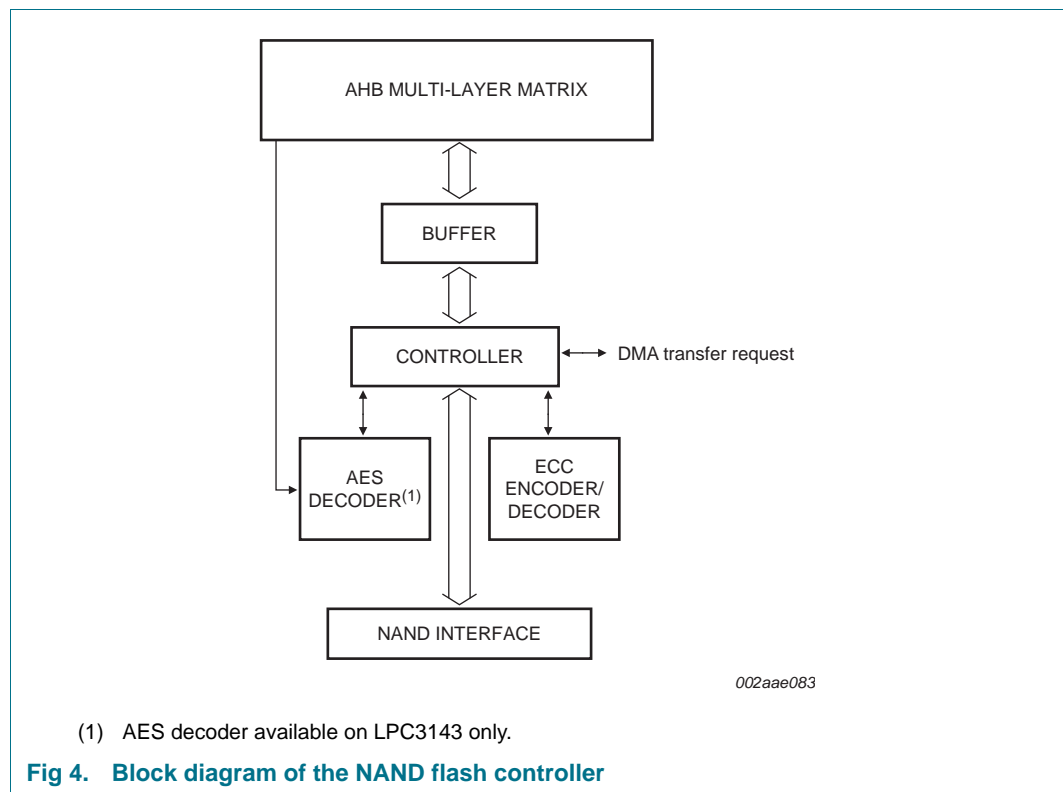 AHB MULTI-LAYER MATRIX
BUFFER
CONTROLLER
DMA transfer request
AES
DECODER(1)
ECC
ENCODER/
DECODER
NAND INTERFACE
002aae083
(1) AES decoder available on LPC3143 only.
Fig 4. Block diagram of the NAND flash controller